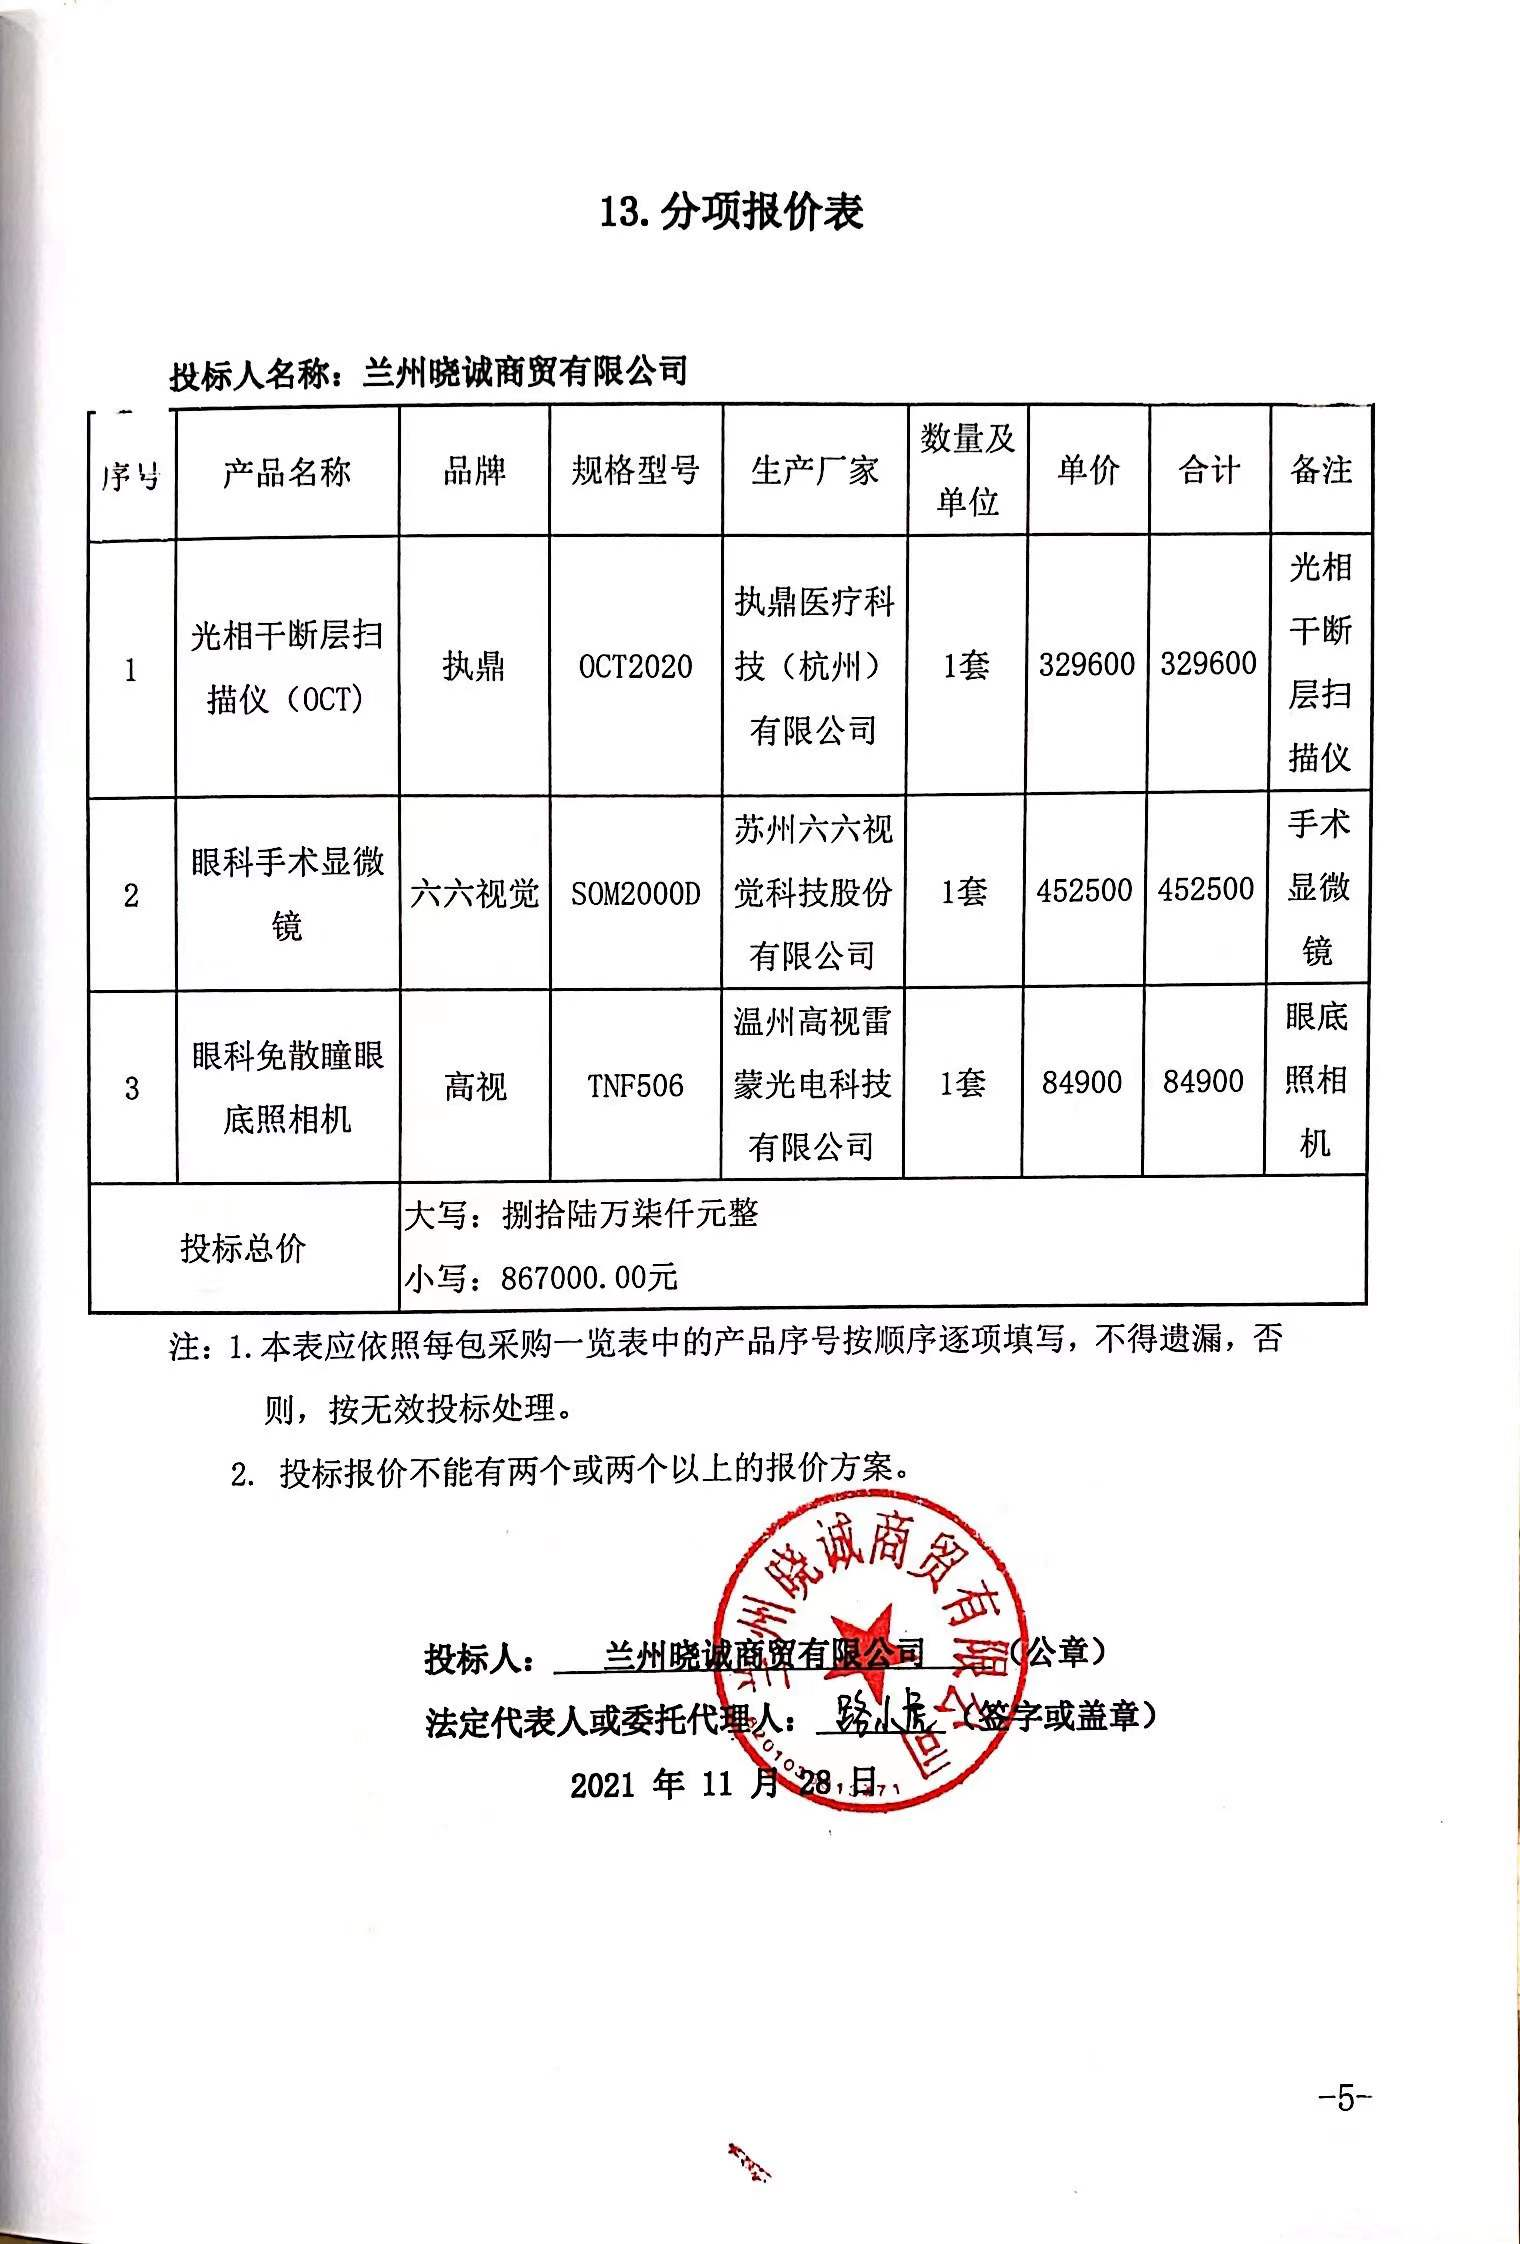 13.分项报价表
投标人名称：兰州晓诚商贸有限公司
序号 产品名称 品牌 规格型号 生产厂家 数量及单位 单价 合计 备注
1 光相干断层扫描仪（OCT） 执鼎 OCT2020 执鼎医疗科技（杭州）有限公司 1套 329600 329600 光相干断层扫描仪
2 眼科手术显微镜 六六视觉 SOM2000D 苏州六六视觉科技股份有限公司 1套 452500 452500 手术显微镜
3 眼科免散瞳眼底照相机 高视 TNF506 温州高视雷蒙光电科技有限公司 1套 84900 84900 眼底照相机
投标总价
大写：捌拾陆万柒仟元整
小写：867000.00元
注：1.本表应依照每包采购一览表中的产品序号按顺序逐项填写，不得遗漏，否
则，按无效投标处理。
2. 投标报价不能有两个或两个以上的报价方案。
兰州晓诚商贸有限公司
投标人：兰州晓诚商贸有限公司（公章）
法定代表人或委托代理人：路小虎（签字或盖章）
2021 年 11 月 28 日
-5-